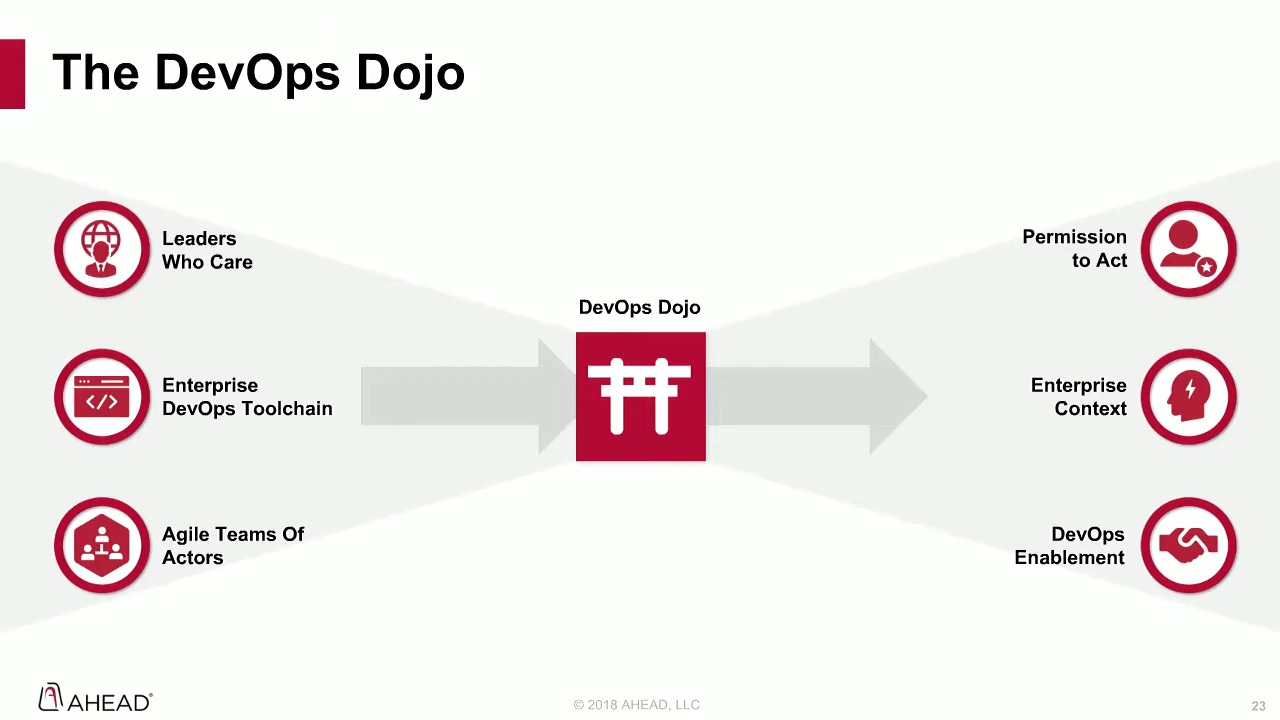 The DevOps Dojo
Leaders
Who Care
Enterprise
DevOps Toolchain
Agile Teams Of
Actors
DevOps Dojo
Permission
to Act
Enterprise
Context
DevOps
Enablement
AHEAD®
© 2018 AHEAD, LLC
23